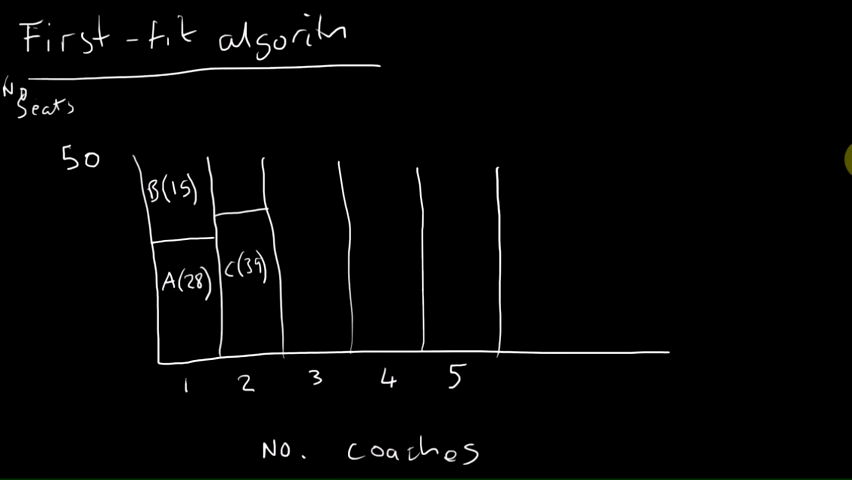 First-fit algorith
No
Seats
50
B(15)
A(28) C(39)
1 2 3 4 5
No. coaches